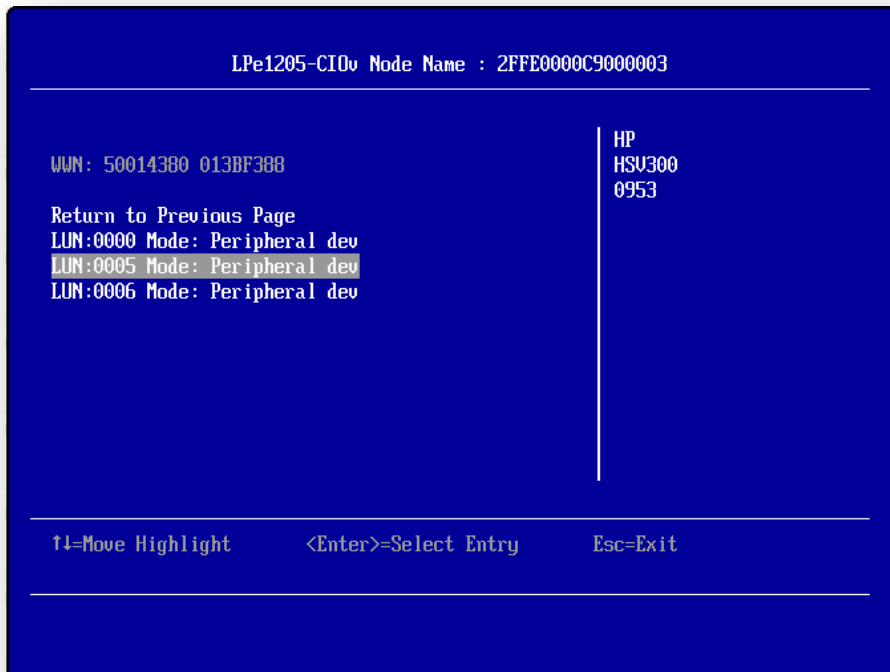 LPe1205-CIOv Node Name : 2FFE0000C9000003
WWN: 50014380 013BF388
Return to Previous Page
LUN:0000 Mode: Peripheral dev
LUN:0005 Mode: Peripheral dev
LUN:0006 Mode: Peripheral dev
HP
HSV300
0953
↑↓=Move Highlight <Enter>=Select Entry Esc=Exit